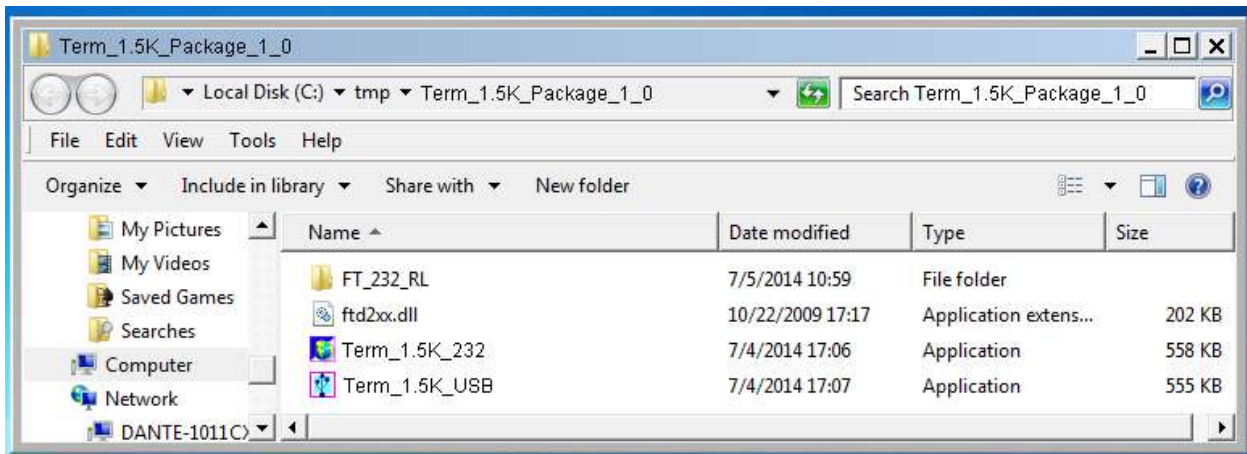 Term_1.5K_Package_1_0
Local Disk (C:) tmp Term_1.5K_Package_1_0 Search Term_1.5K_Package_1_0
File Edit View Tools Help
Organize Include in library Share with New folder
My Pictures Name Date modified Type Size
My Videos
FT_232_RL 7/5/2014 10:59 File folder
Saved Games
ftd2xx.dll 10/22/2009 17:17 Application extens... 202 KB
Searches
Term_1.5K_232 7/4/2014 17:06 Application 558 KB
Computer
Term_1.5K_USB 7/4/2014 17:07 Application 555 KB
Network
DANTE-1011C